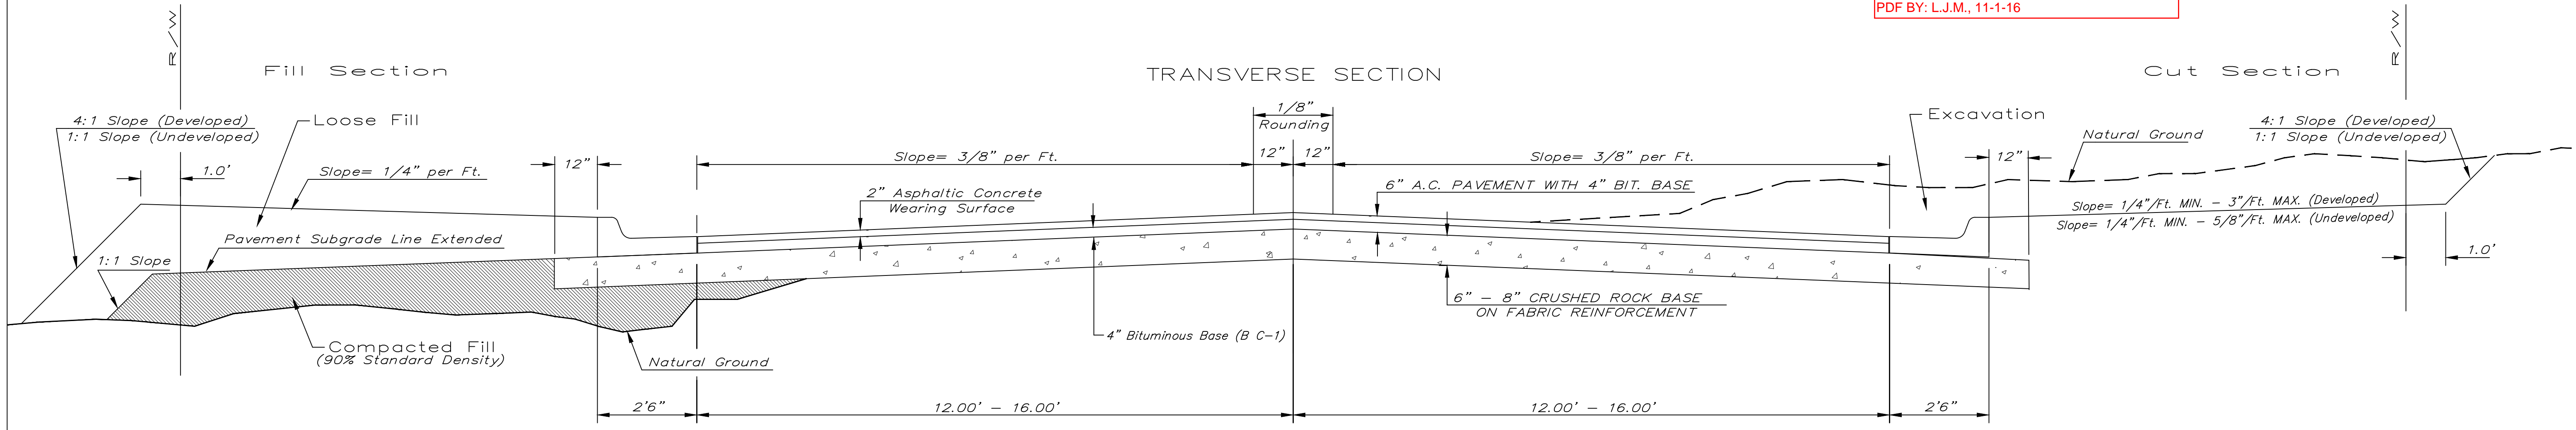 PDF BY: L.J.M., 11-1-16
R/W
R/W
Fill Section
TRANSVERSE SECTION
Cut Section
4:1 Slope (Developed)
1:1 Slope (Undeveloped)
Loose Fill
1/8"
Rounding
Excavation
Natural Ground
4:1 Slope (Developed)
1:1 Slope (Undeveloped)
1.0'
Slope= 1/4" per Ft.
12"
Slope= 3/8" per Ft.
12"
12"
Slope= 3/8" per Ft.
12"
2" Asphaltic Concrete
Wearing Surface
6" A.C. PAVEMENT WITH 4" BIT. BASE
Slope= 1/4"/Ft. MIN. - 3"/Ft. MAX. (Developed)
Slope= 1/4"/Ft. MIN. - 5/8"/Ft. MAX. (Undeveloped)
Pavement Subgrade Line Extended
1:1 Slope
1.0'
6" - 8" CRUSHED ROCK BASE
ON FABRIC REINFORCEMENT
4" Bituminous Base (B C-1)
Compacted Fill
(90% Standard Density)
Natural Ground
2'6"
12.00' - 16.00'
12.00' - 16.00'
2'6"